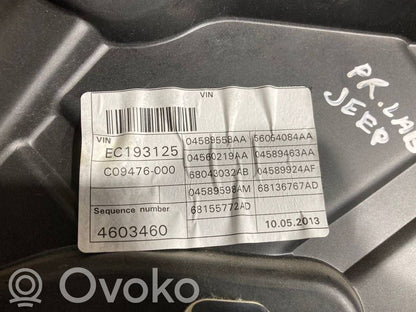 VIN
VIN
EC193125
C09476-000
04589558AA 56054084AA
04560219AA 04589463AA
68043032AB 04589924AF
04589598AM 68136767AD
68155772AD
Sequence number
4603460
10.05.2013
PR.LAB
JEEP
OVOKO